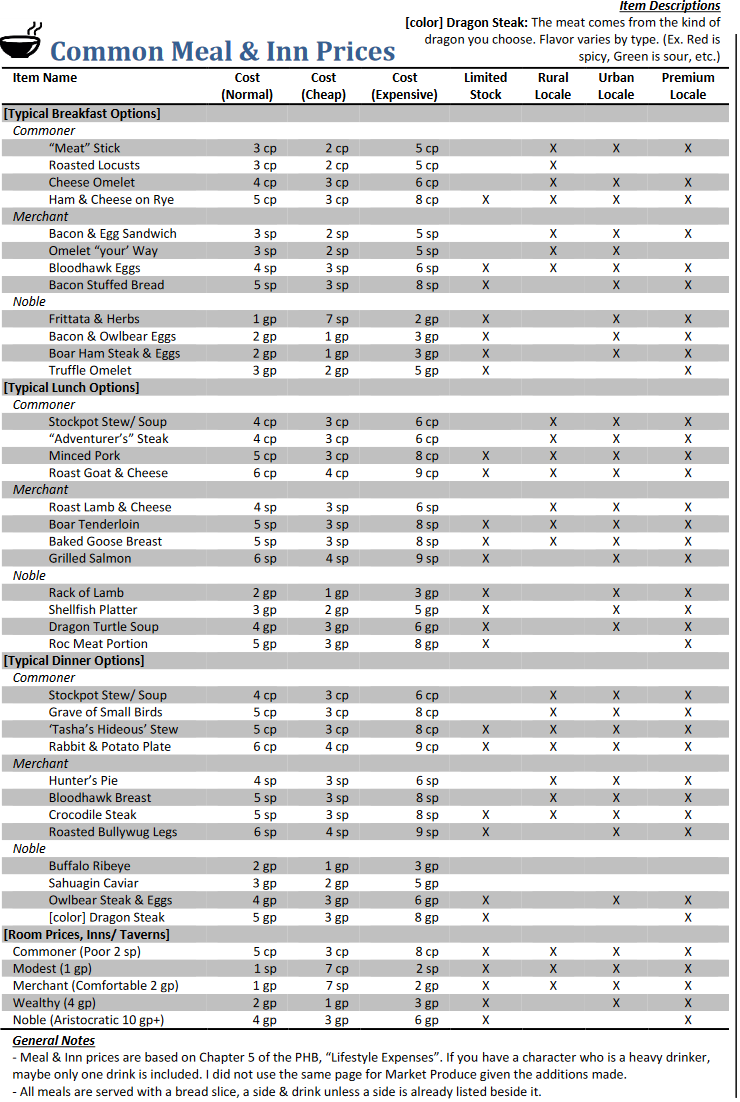 Item Descriptions
[color] Dragon Steak: The meat comes from the kind of
dragon you choose. Flavor varies by type. (Ex. Red is
spicy, Green is sour, etc.)
Common Meal & Inn Prices
Item Name Cost (Normal) Cost (Cheap) Cost (Expensive) Limited Stock Rural Locale Urban Locale Premium Locale
[Typical Breakfast Options]
Commoner
“Meat” Stick 3 cp 2 cp 5 cp X X X
Roasted Locusts 3 cp 2 cp 5 cp X
Cheese Omelet 4 cp 3 cp 6 cp X X X
Ham & Cheese on Rye 5 cp 3 cp 8 cp X X X X
Merchant
Bacon & Egg Sandwich 3 sp 2 sp 5 sp X X X
Omelet “your’ Way 3 sp 2 sp 5 sp X X
Bloodhawk Eggs 4 sp 3 sp 6 sp X X X X
Bacon Stuffed Bread 5 sp 3 sp 8 sp X X X
Noble
Frittata & Herbs 1 gp 7 sp 2 gp X X X
Bacon & Owlbear Eggs 2 gp 1 gp 3 gp X X X
Boar Ham Steak & Eggs 2 gp 1 gp 3 gp X X X
Truffle Omelet 3 gp 2 gp 5 gp X X
[Typical Lunch Options]
Commoner
Stockpot Stew/ Soup 4 cp 3 cp 6 cp X X X
“Adventurer’s” Steak 4 cp 3 cp 6 cp X X X
Minced Pork 5 cp 3 cp 8 cp X X X X
Roast Goat & Cheese 6 cp 4 cp 9 cp X X X X
Merchant
Roast Lamb & Cheese 4 sp 3 sp 6 sp X X X
Boar Tenderloin 5 sp 3 sp 8 sp X X X X
Baked Goose Breast 5 sp 3 sp 8 sp X X X X
Grilled Salmon 6 sp 4 sp 9 sp X X X
Noble
Rack of Lamb 2 gp 1 gp 3 gp X X X
Shellfish Platter 3 gp 2 gp 5 gp X X X
Dragon Turtle Soup 4 gp 3 gp 6 gp X X X
Roc Meat Portion 5 gp 3 gp 8 gp X X
[Typical Dinner Options]
Commoner
Stockpot Stew/ Soup 4 cp 3 cp 6 cp X X X
Grave of Small Birds 5 cp 3 cp 8 cp X X X
‘Tasha’s Hideous’ Stew 5 cp 3 cp 8 cp X X X X
Rabbit & Potato Plate 6 cp 4 cp 9 cp X X X X
Merchant
Hunter’s Pie 4 sp 3 sp 6 sp X X X
Bloodhawk Breast 5 sp 3 sp 8 sp X X X
Crocodile Steak 5 sp 3 sp 8 sp X X X X
Roasted Bullywug Legs 6 sp 4 sp 9 sp X X X
Noble
Buffalo Ribeye 2 gp 1 gp 3 gp
Sahuagin Caviar 3 gp 2 gp 5 gp
Owlbear Steak & Eggs 4 gp 3 gp 6 gp X X X
[color] Dragon Steak 5 gp 3 gp 8 gp X X
[Room Prices, Inns/ Taverns]
Commoner (Poor 2 sp) 5 cp 3 cp 8 cp X X X X
Modest (1 gp) 1 sp 7 cp 2 sp X X X X
Merchant (Comfortable 2 gp) 1 gp 7 sp 2 gp X X X X
Wealthy (4 gp) 2 gp 1 gp 3 gp X X X
Noble (Aristocratic 10 gp+) 4 gp 3 gp 6 gp X X
General Notes
- Meal & Inn prices are based on Chapter 5 of the PHB, “Lifestyle Expenses”. If you have a character who is a heavy drinker,
maybe only one drink is included. I did not use the same page for Market Produce given the additions made.
- All meals are served with a bread slice, a side & drink unless a side is already listed beside it.